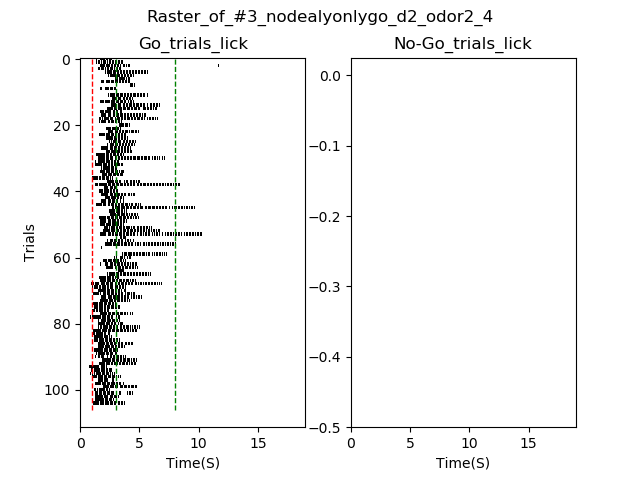 Raster_of_#3_nodealyonlygo_d2_odor2_4
Go_trials_lick
No-Go_trials_lick
0
20
40
60
80
100
Trials
0 5 10 15
Time(S)
0.0
−0.1
−0.2
−0.3
−0.4
−0.5
0 5 10 15
Time(S)